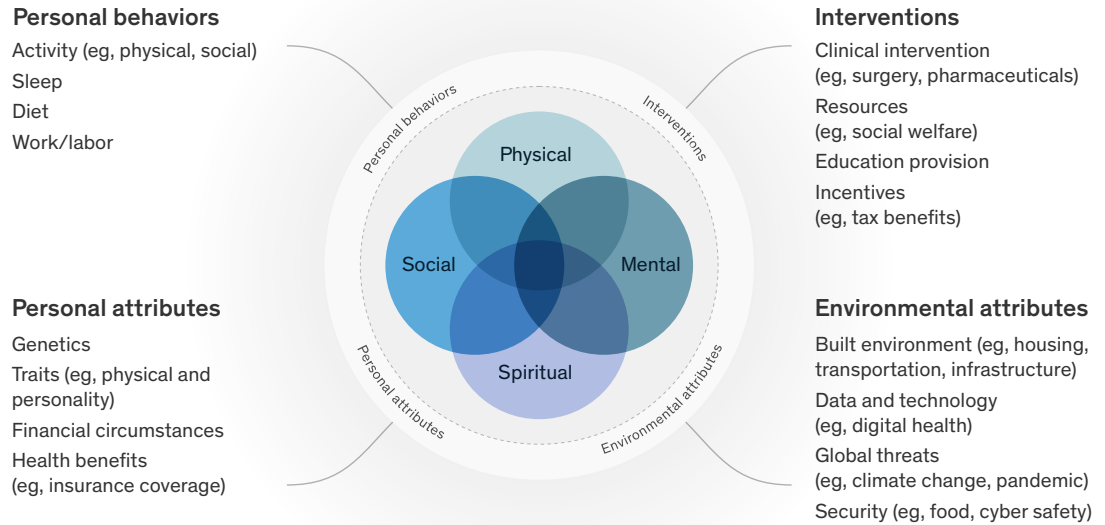 Personal behaviors
Activity (eg, physical, social)
Sleep
Diet
Work/labor
Interventions
Clinical intervention
(eg, surgery, pharmaceuticals)
Resources
(eg, social welfare)
Education provision
Incentives
(eg, tax benefits)
Personal behaviors
Interventions
Physical
Social
Mental
Spiritual
Personal attributes
Environmental attributes
Personal attributes
Genetics
Traits (eg, physical and
personality)
Financial circumstances
Health benefits
(eg, insurance coverage)
Environmental attributes
Built environment (eg, housing,
transportation, infrastructure)
Data and technology
(eg, digital health)
Global threats
(eg, climate change, pandemic)
Security (eg, food, cyber safety)